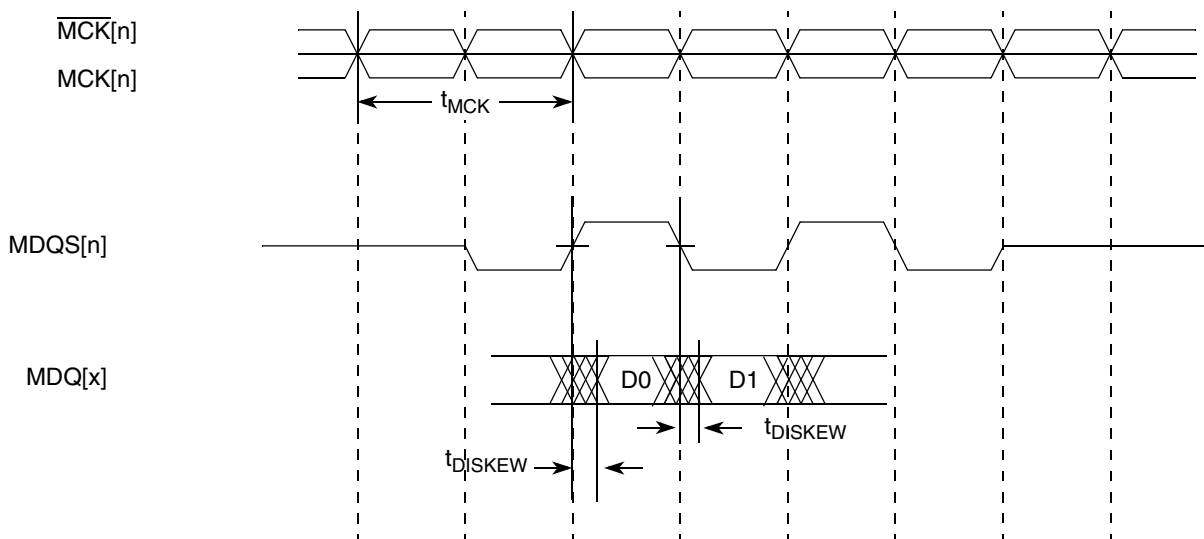 MCK[n]
MCK[n]
tMCK
MDQS[n]
MDQ[x]
D0
D1
tDISKEW
tDISKEW